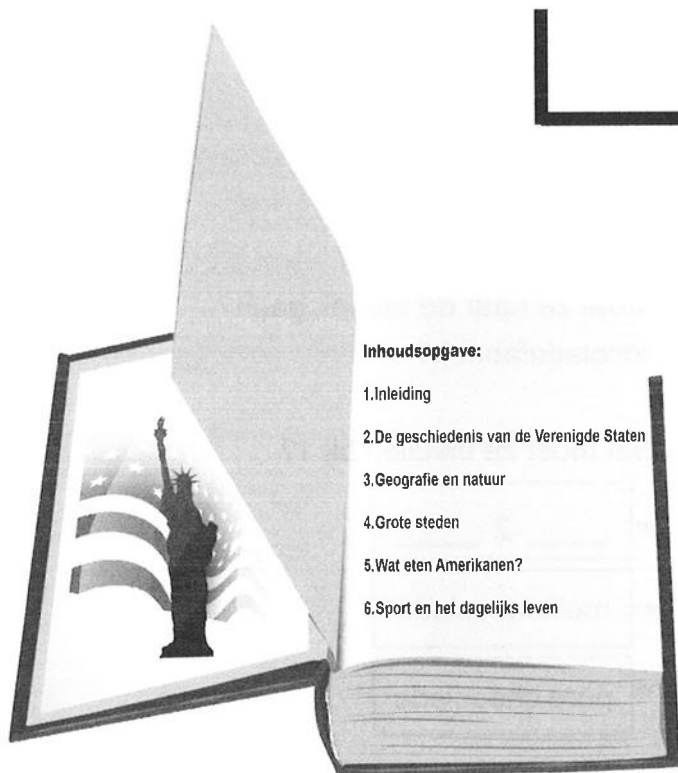 Inhoudsopgave:
1.Inleiding
2.De geschiedenis van de Verenigde Staten
3.Geografie en natuur
4.Grote steden
5.Wat eten Amerikanen?
6.Sport en het dagelijks leven